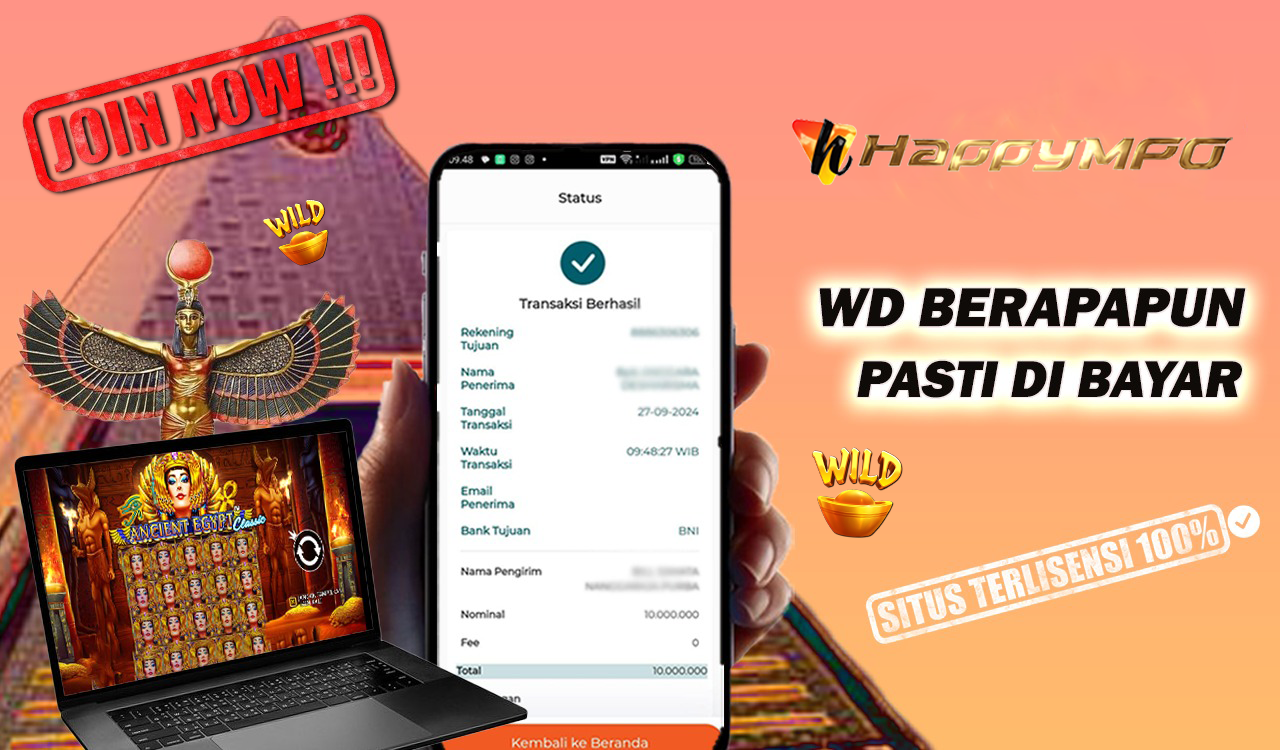 JOIN NOW !!!
HappyMPO
WILD
09.48
VPN
Status
Transaksi Berhasil
Rekening
Tujuan
Nama
Penerima
Tanggal
Transaksi
27-09-2024
Waktu
Transaksi
09:48:27 WIB
Email
Penerima
Bank Tujuan
BNI
Nama Pengirim
Nominal
10.000.000
Fee
0
Total
10.000.000
Kembali ke Beranda
WD BERAPAPUN
PASTI DI BAYAR
WILD
SITUS TERLISENSI 100%
ANCIENT EGYPT
Classic